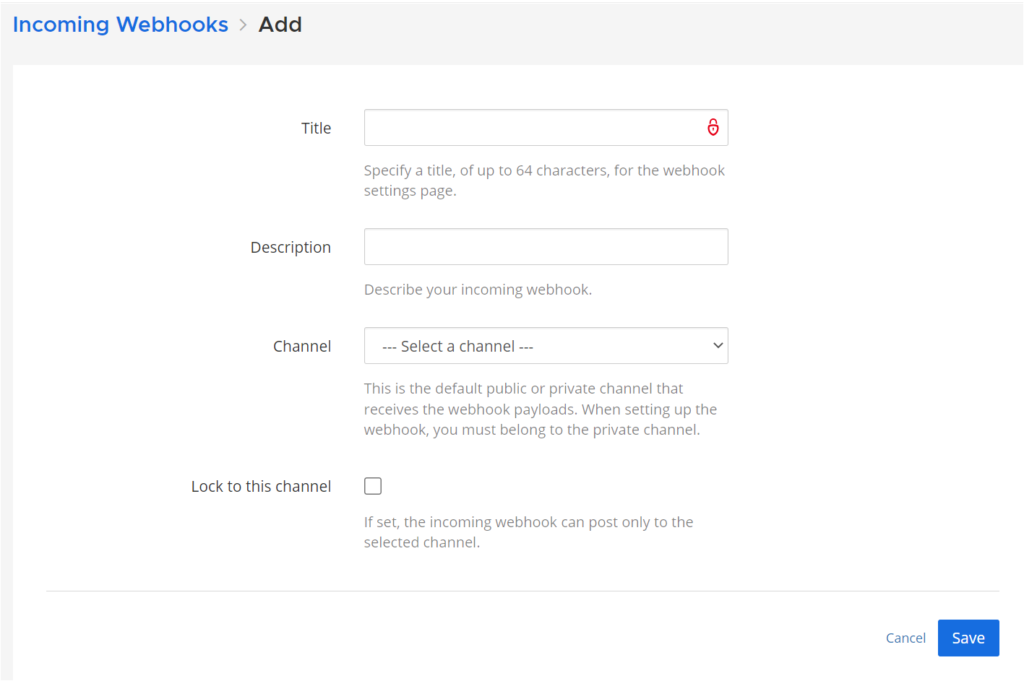 Incoming Webhooks > Add
Title
Specify a title, of up to 64 characters, for the webhook
settings page.
Description
Describe your incoming webhook.
Channel
--- Select a channel ---
This is the default public or private channel that
receives the webhook payloads. When setting up the
webhook, you must belong to the private channel.
Lock to this channel
If set, the incoming webhook can post only to the
selected channel.
Cancel
Save